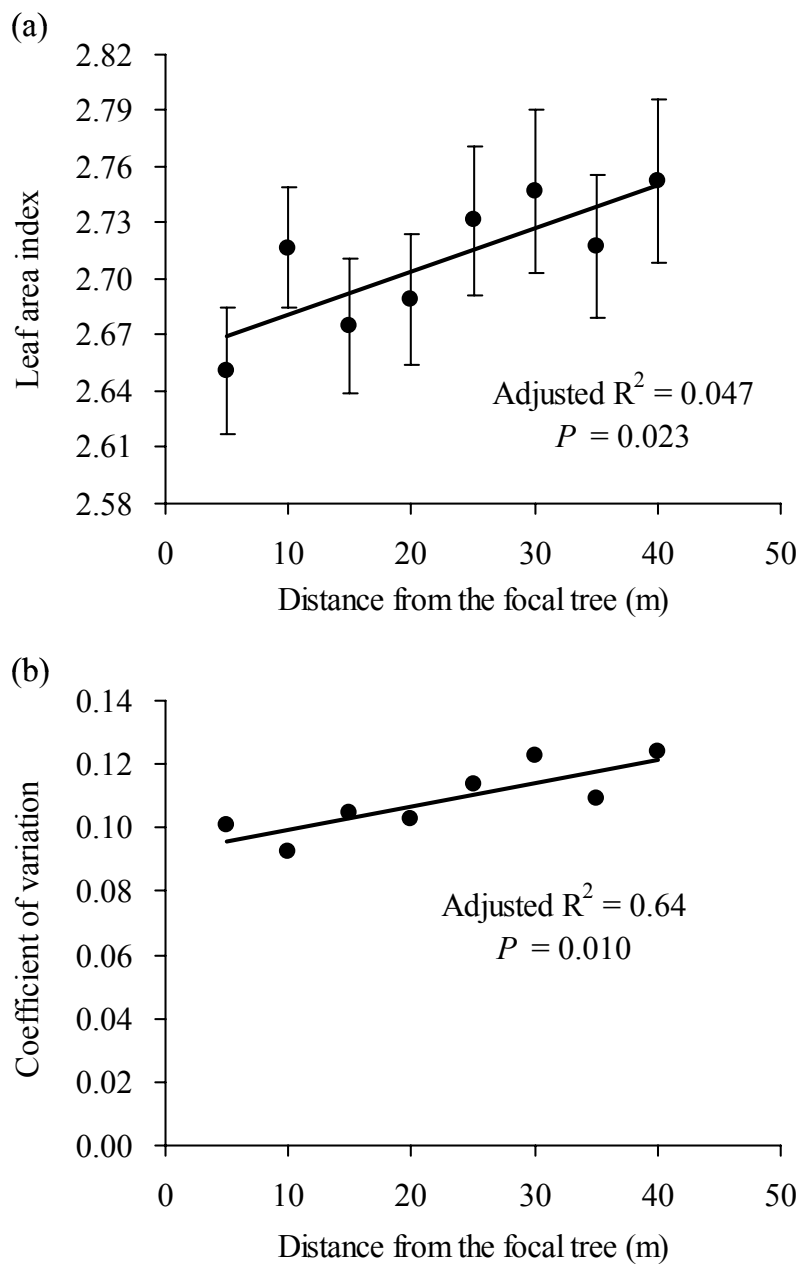 (a)
2.82
2.79
2.76
2.73
2.70
2.67
2.64
2.61
2.58
Leaf area index
Adjusted R² = 0.047
P = 0.023
0 10 20 30 40 50
Distance from the focal tree (m)
(b)
0.14
0.12
0.10
0.08
0.06
0.04
0.02
0.00
Coefficient of variation
Adjusted R² = 0.64
P = 0.010
0 10 20 30 40 50
Distance from the focal tree (m)